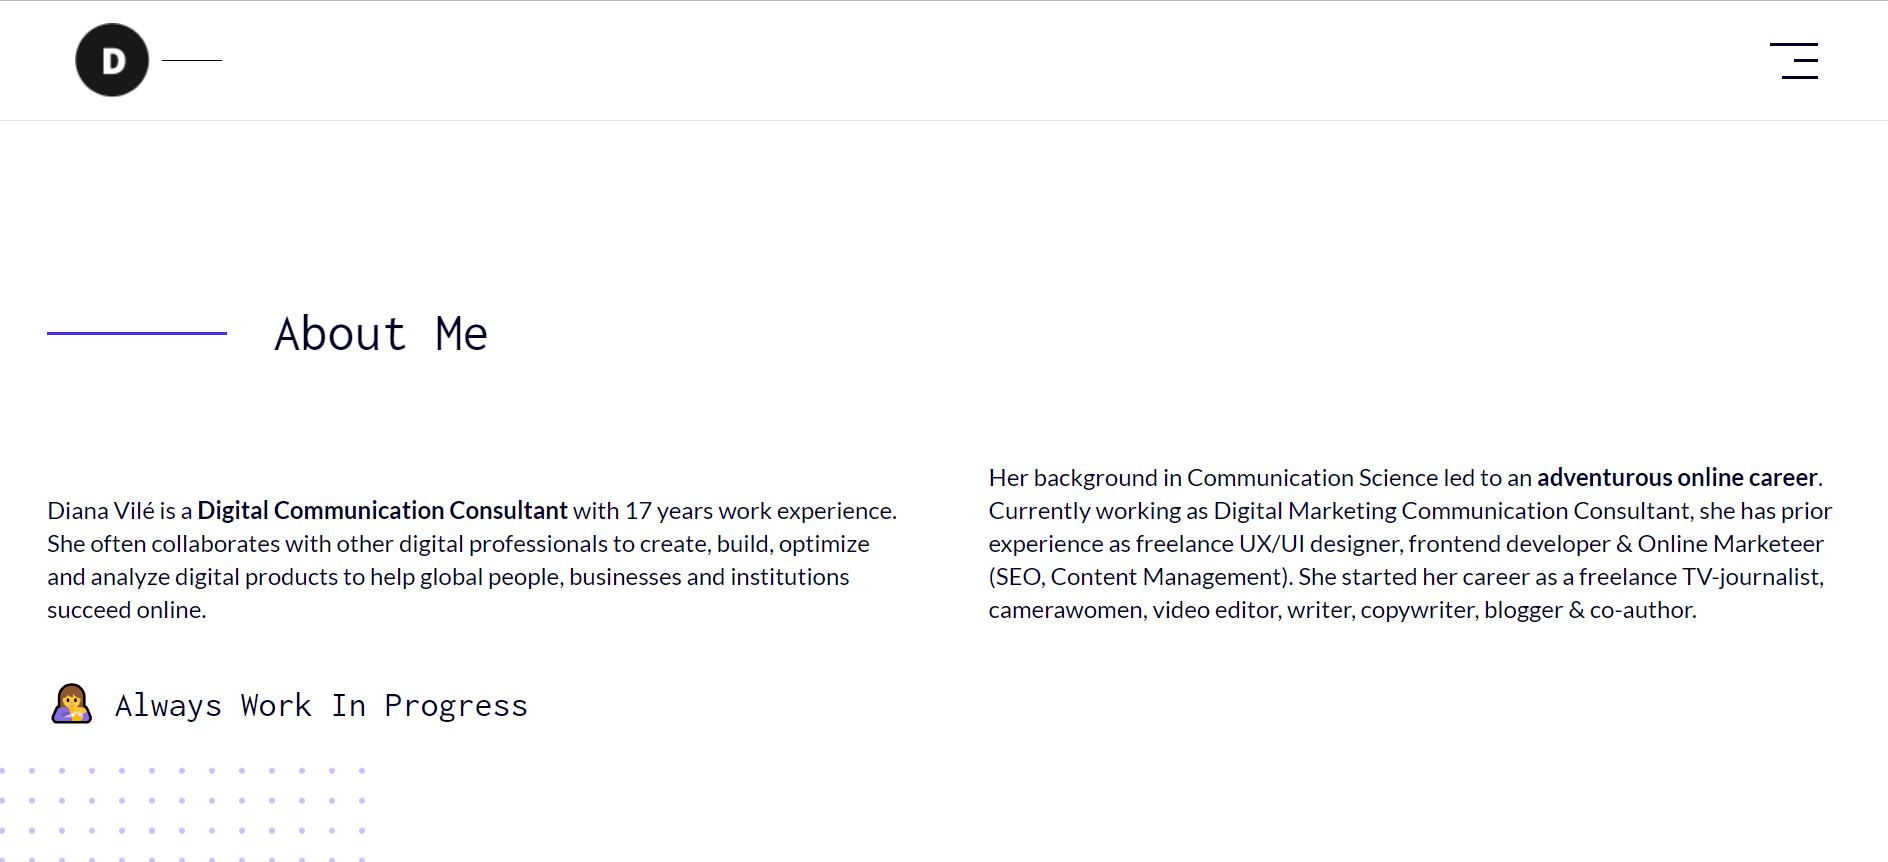 D
About Me
Diana Vilé is a Digital Communication Consultant with 17 years work experience.
She often collaborates with other digital professionals to create, build, optimize
and analyze digital products to help global people, businesses and institutions
succeed online.
Her background in Communication Science led to an adventurous online career.
Currently working as Digital Marketing Communication Consultant, she has prior
experience as freelance UX/UI designer, frontend developer & Online Marketeer
(SEO, Content Management). She started her career as a freelance TV-journalist,
camerawomen, video editor, writer, copywriter, blogger & co-author.
Always Work In Progress